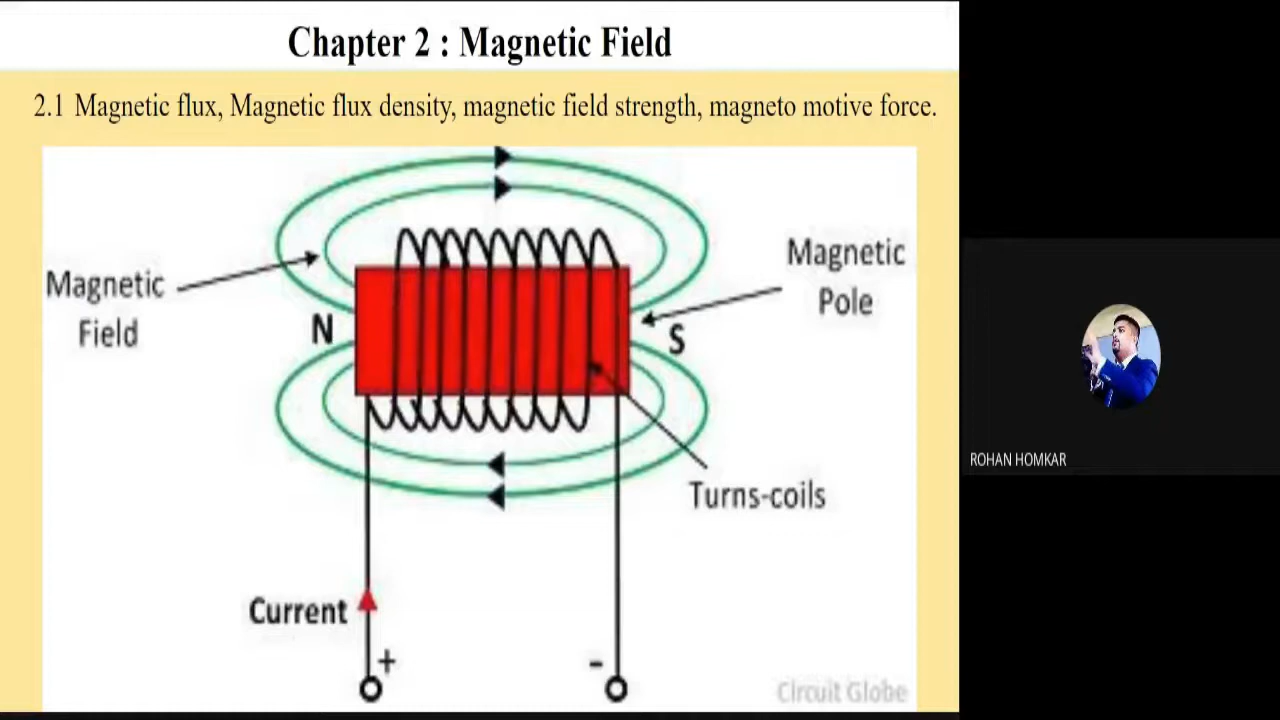 Chapter 2 : Magnetic Field
2.1 Magnetic flux, Magnetic flux density, magnetic field strength, magneto motive force.
Magnetic
Field
Magnetic
Pole
N
S
Turns-coils
Current
+
-
Circuit Globe
ROHAN HOMKAR